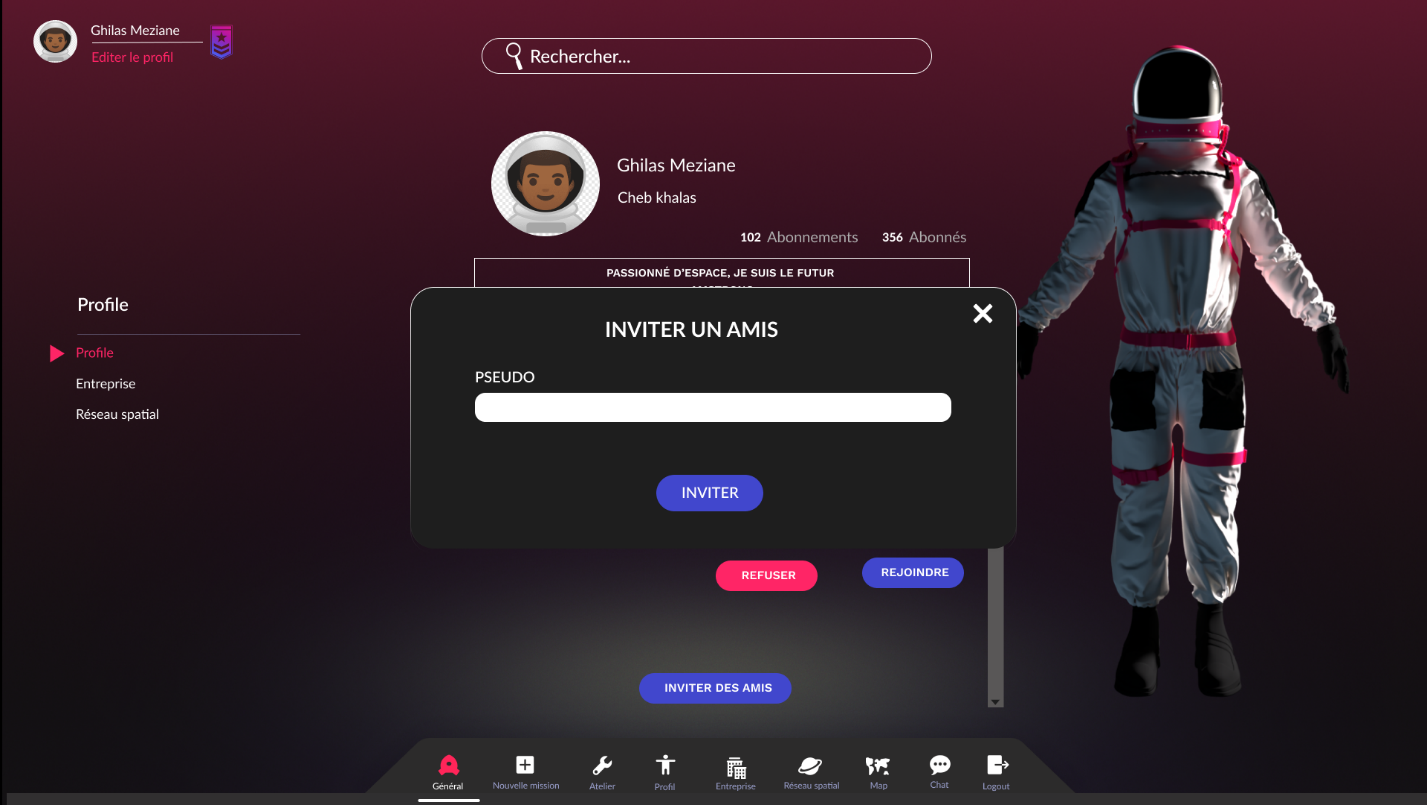 Ghilas Meziane
Editer le profil
Rechercher...
Ghilas Meziane
Cheb khalas
102 Abonnements 356 Abonnés
PASSIONNÉ D'ESPACE, JE SUIS LE FUTUR
Profile
Profile
Entreprise
Réseau spatial
INVITER UN AMIS
PSEUDO
INVITER
REFUSER
REJOINDRE
INVITER DES AMIS
Général
Nouvelle mission
Atelier
Profil
Entreprise
Réseau spatial
Map
Chat
Logout